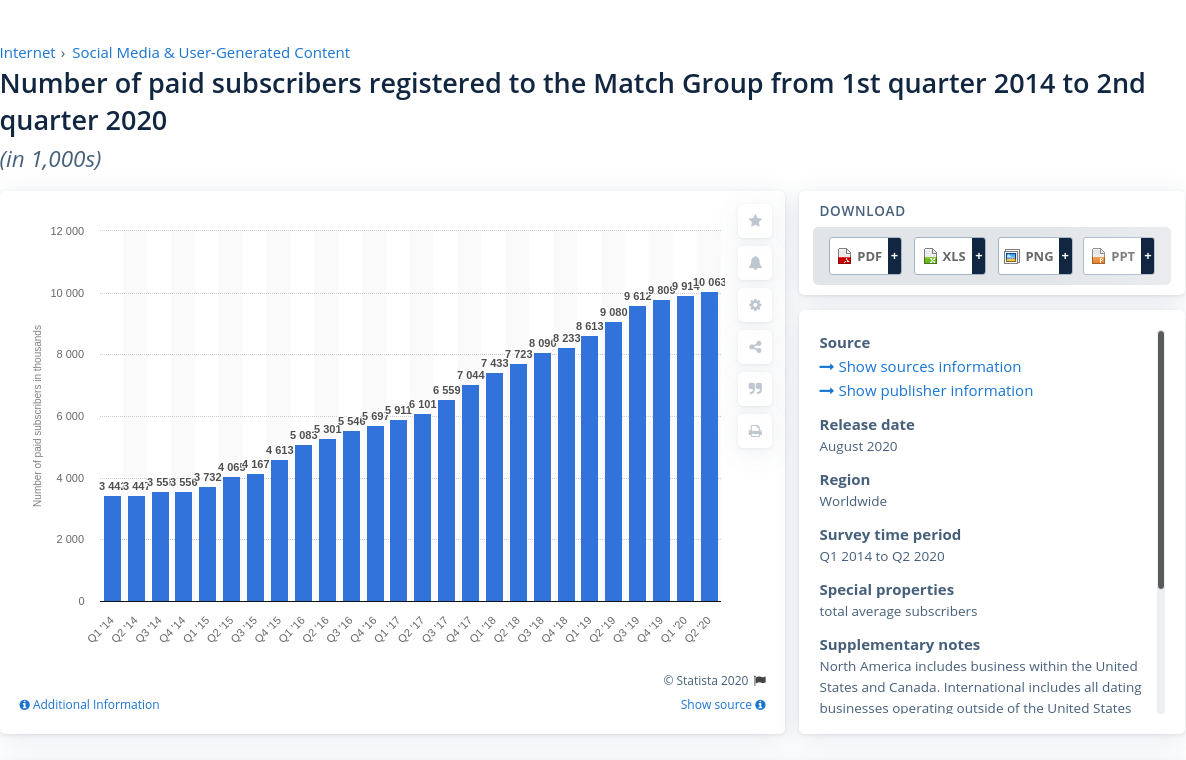 Internet › Social Media & User-Generated Content
Number of paid subscribers registered to the Match Group from 1st quarter 2014 to 2nd
quarter 2020
(in 1,000s)
DOWNLOAD
PDF + XLS + PNG + PPT +
Number of paid subscribers in thousands
12 000
10 000
8 000
6 000
4 000
2 000
0
3 447 3 556 3 732 4 167 4 613 5 083 5 301 5 546 5 697 5 911 6 101 6 559 7 044 7 433 7 723 8 090 8 233 8 613 9 080 9 612 9 809 9 914 10 063
Q1 '14 Q2 '14 Q3 '14 Q4 '14 Q1 '15 Q2 '15 Q3 '15 Q4 '15 Q1 '16 Q2 '16 Q3 '16 Q4 '16 Q1 '17 Q2 '17 Q3 '17 Q4 '17 Q1 '18 Q2 '18 Q3 '18 Q4 '18 Q1 '19 Q2 '19 Q3 '19 Q4 '19 Q1 '20 Q2 '20
© Statista 2020
Additional Information
Show source
Source
Show sources information
Show publisher information
Release date
August 2020
Region
Worldwide
Survey time period
Q1 2014 to Q2 2020
Special properties
total average subscribers
Supplementary notes
North America includes business within the United
States and Canada. International includes all dating
businesses operating outside of the United States